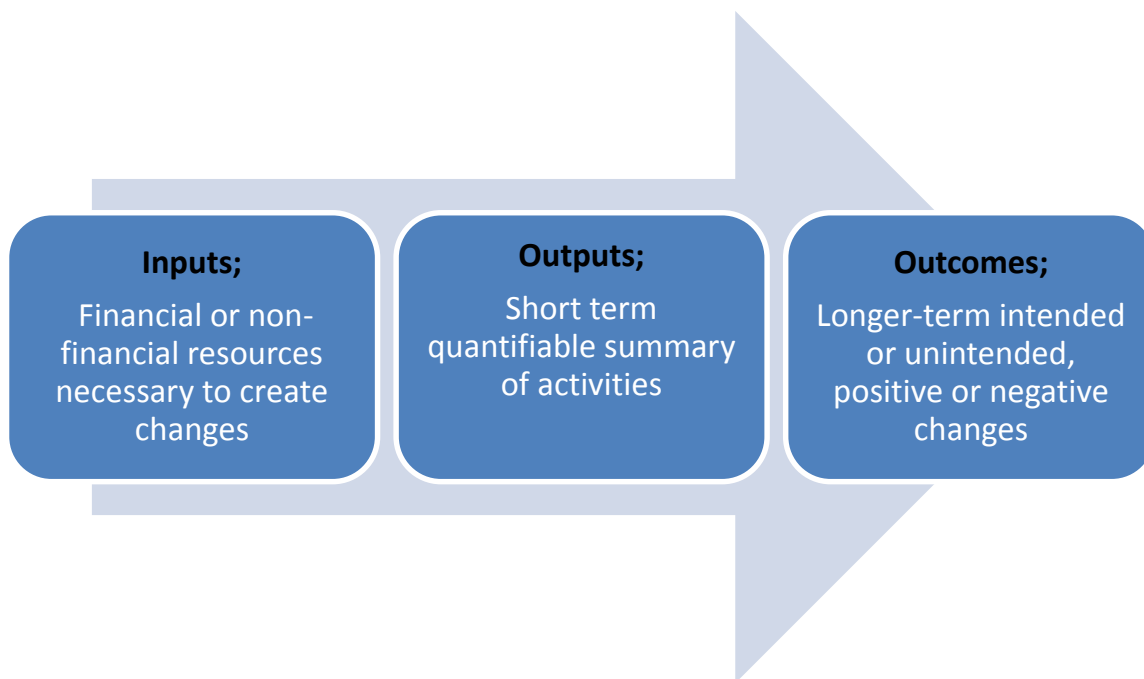 Inputs;
Financial or non-
financial resources
necessary to create
changes
Outputs;
Short term
quantifiable summary
of activities
Outcomes;
Longer-term intended
or unintended,
positive or negative
changes